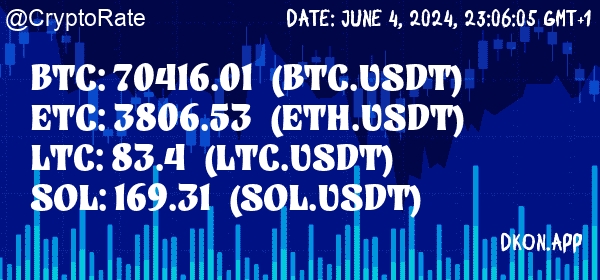 @CryptoRate
DATE: JUNE 4, 2024, 23:06:05 GMT+1
BTC: 70416.01 (BTC.USDT)
ETC: 3806.53 (ETH.USDT)
LTC: 83.4 (LTC.USDT)
SOL: 169.31 (SOL.USDT)
DKON.APP